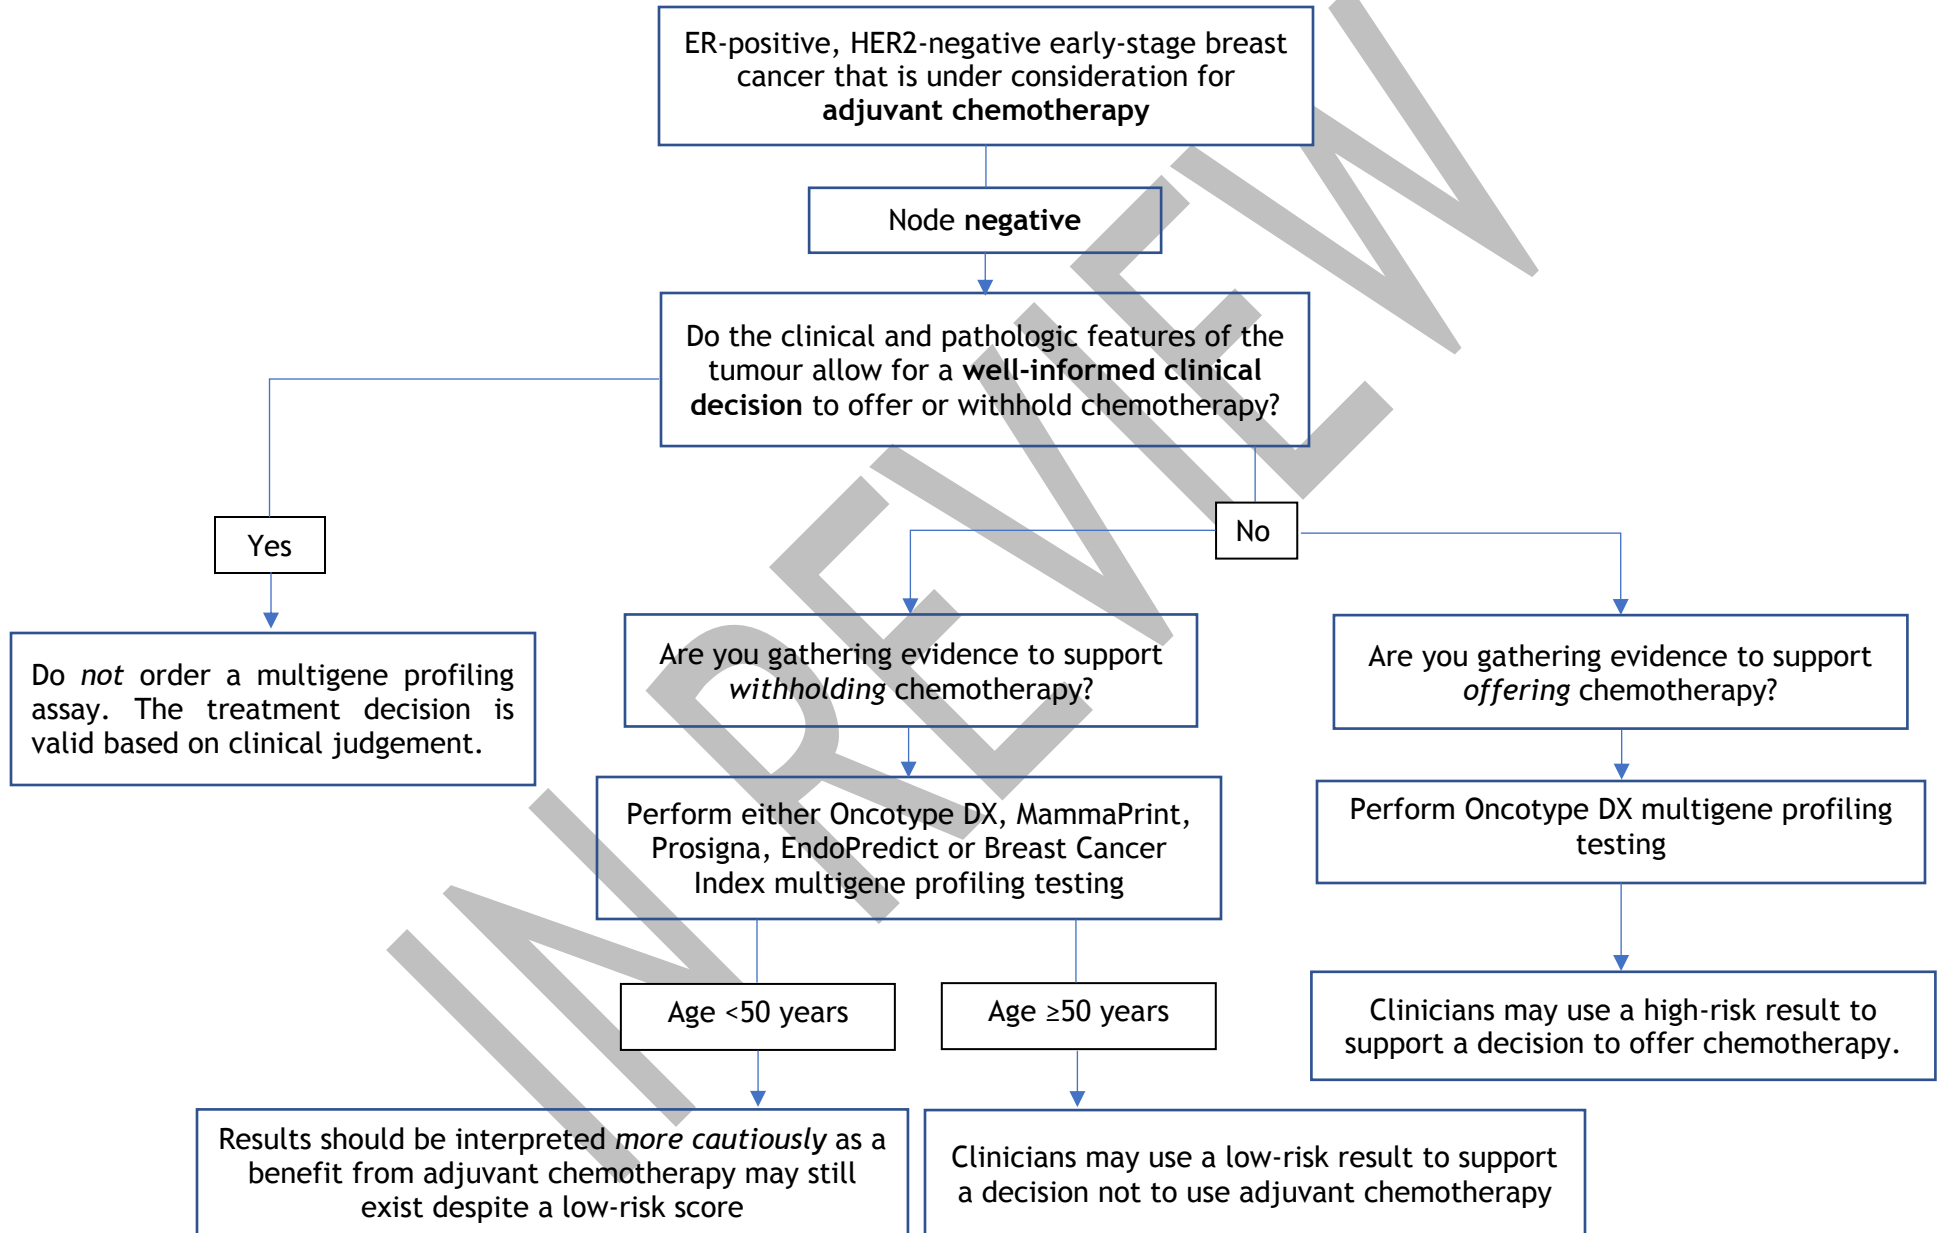 ER-positive, HER2-negative early-stage breast
cancer that is under consideration for
adjuvant chemotherapy
Node negative
Do the clinical and pathologic features of the
tumour allow for a well-informed clinical
decision to offer or withhold chemotherapy?
Yes
No
Do not order a multigene profiling
assay. The treatment decision is
valid based on clinical judgement.
Are you gathering evidence to support
withholding chemotherapy?
Are you gathering evidence to support
offering chemotherapy?
Perform either Oncotype DX, MammaPrint,
Prosigna, EndoPredict or Breast Cancer
Index multigene profiling testing
Perform Oncotype DX multigene profiling
testing
Age <50 years
Age ≥50 years
Clinicians may use a high-risk result to
support a decision to offer chemotherapy.
Results should be interpreted more cautiously as a
benefit from adjuvant chemotherapy may still
exist despite a low-risk score
Clinicians may use a low-risk result to support
a decision not to use adjuvant chemotherapy
IN REVIEW